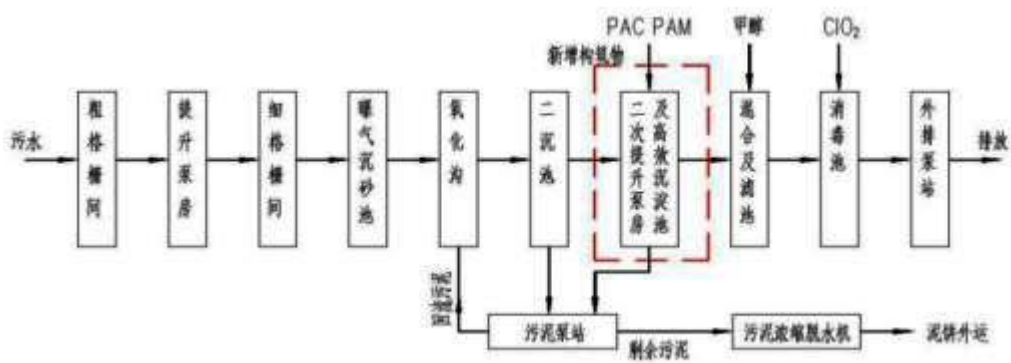 PAC PAM
甲醇
ClO₂
新增构筑物
污水
粗格栅间
提升泵房
细格栅间
曝气沉砂池
氧化沟
二沉池
二次提升泵房
及高效沉淀池
混合及滤池
消毒池
外排泵站
排放
回流污泥
污泥泵站
剩余污泥
污泥浓缩脱水机
泥饼外运